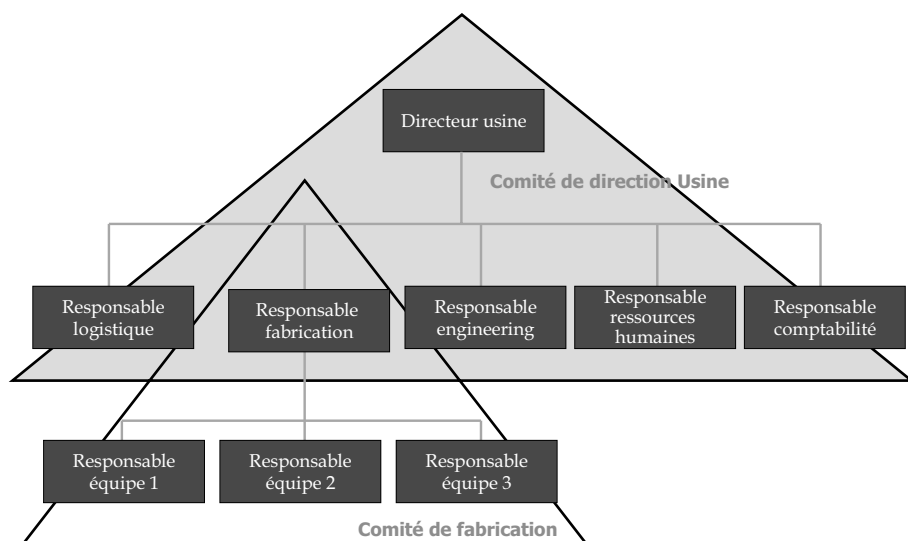 Directeur usine
Comité de direction Usine
Responsable
logistique
Responsable
fabrication
Responsable
engineering
Responsable
ressources
humaines
Responsable
comptabilité
Responsable
équipe 1
Responsable
équipe 2
Responsable
équipe 3
Comité de fabrication